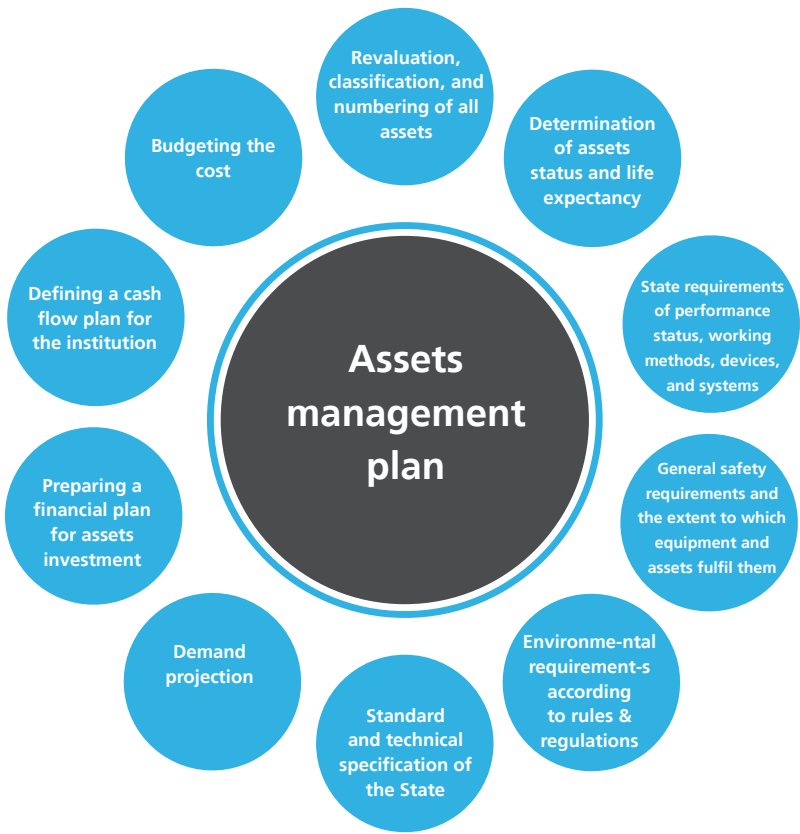 Assets
management
plan
Revaluation,
classification, and
numbering of all
assets
Determination
of assets
status and life
expectancy
State requirements
of performance
status, working
methods, devices,
and systems
General safety
requirements and
the extent to which
equipment and
assets fulfil them
Environme-ntal
requirement-s
according
to rules &
regulations
Standard
and technical
specification of
the State
Demand
projection
Preparing a
financial plan
for assets
investment
Defining a cash
flow plan for
the institution
Budgeting the
cost